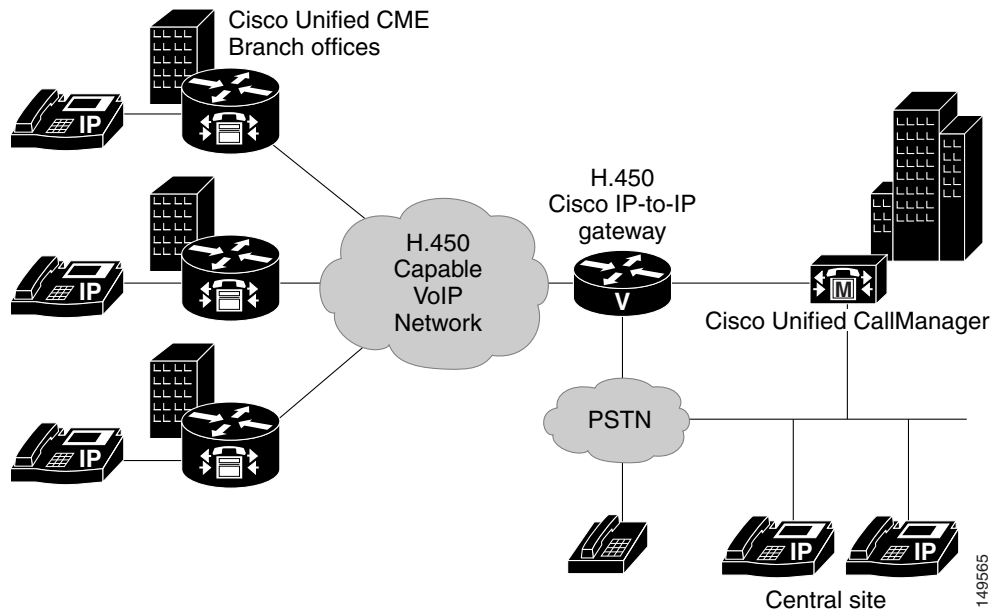 Cisco Unified CME
Branch offices
IP
IP
IP
H.450
Capable
VoIP
Network
H.450
Cisco IP-to-IP
gateway
V
M
Cisco Unified CallManager
PSTN
IP
IP
Central site
149565